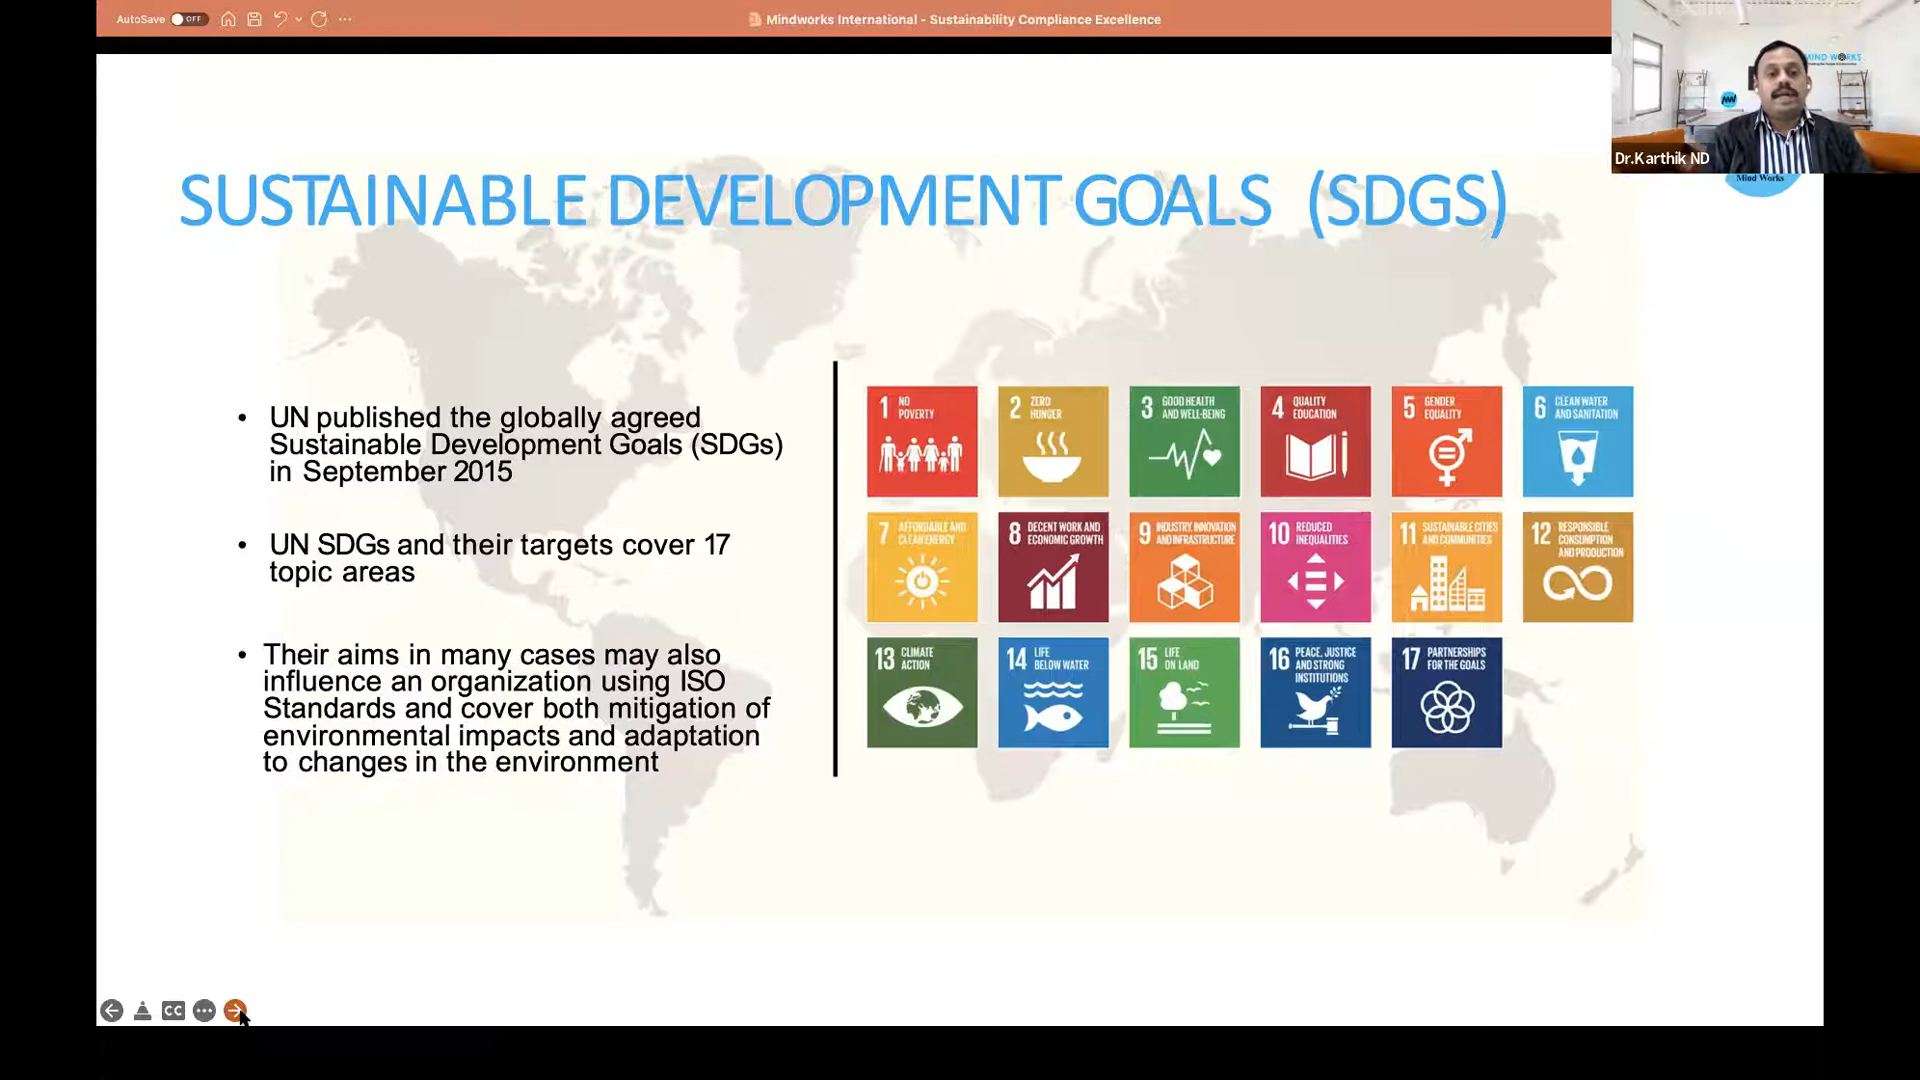 AutoSave OFF
Mindworks International - Sustainability Compliance Excellence
MIND WORKS
Dr.Karthik ND
Mind Works
SUSTAINABLE DEVELOPMENT GOALS (SDGS)
• UN published the globally agreed
Sustainable Development Goals (SDGs)
in September 2015
• UN SDGs and their targets cover 17
topic areas
• Their aims in many cases may also
influence an organization using ISO
Standards and cover both mitigation of
environmental impacts and adaptation
to changes in the environment
1 NO
POVERTY
2 ZERO
HUNGER
3 GOOD HEALTH
AND WELL-BEING
4 QUALITY
EDUCATION
5 GENDER
EQUALITY
6 CLEAN WATER
AND SANITATION
7 AFFORDABLE AND
CLEAN ENERGY
8 DECENT WORK AND
ECONOMIC GROWTH
9 INDUSTRY, INNOVATION
AND INFRASTRUCTURE
10 REDUCED
INEQUALITIES
11 SUSTAINABLE CITIES
AND COMMUNITIES
12 RESPONSIBLE
CONSUMPTION
AND PRODUCTION
13 CLIMATE
ACTION
14 LIFE
BELOW WATER
15 LIFE
ON LAND
16 PEACE, JUSTICE
AND STRONG
INSTITUTIONS
17 PARTNERSHIPS
FOR THE GOALS
CC